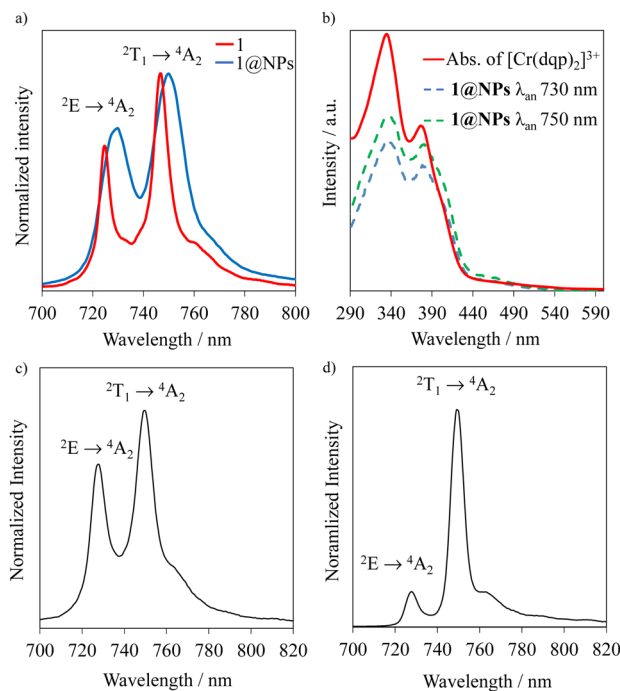 a)
²T₁ → ⁴A₂
1
1@NPs
²E → ⁴A₂
Normalized intensity
700 720 740 760 780 800
Wavelength / nm
b)
Abs. of [Cr(dqp)₂]³⁺
1@NPs λan 730 nm
1@NPs λan 750 nm
Intensity / a.u.
290 340 390 440 490 540 590
Wavelength / nm
c)
²T₁ → ⁴A₂
²E → ⁴A₂
Normalized Intensity
700 720 740 760 780 800 820
Wavelength / nm
d)
²T₁ → ⁴A₂
²E → ⁴A₂
Noramlized Intensity
700 720 740 760 780 800 820
Wavelength / nm